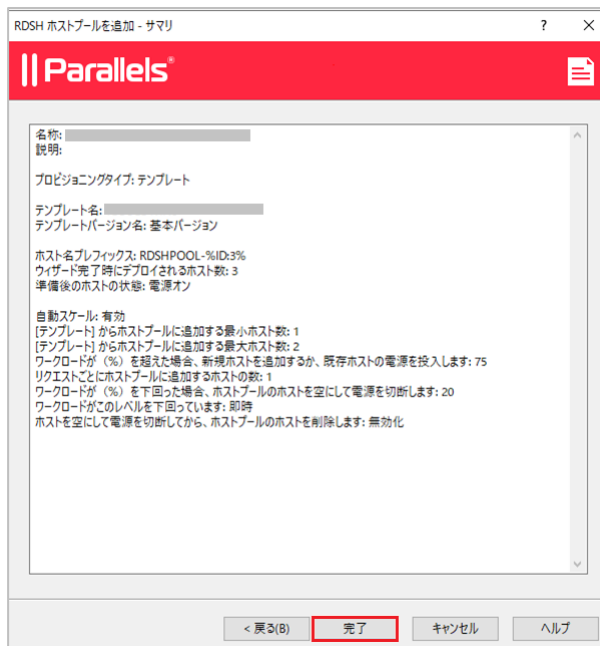 RDSH ホストプールを追加 - サマリ
Parallels®
名称:
説明:
プロビジョニングタイプ: テンプレート
テンプレート名:
テンプレートバージョン名: 基本バージョン
ホスト名プレフィックス: RDSHPOOL-%ID:3%
ウィザード完了時にデプロイされるホスト数: 3
準備後のホストの状態: 電源オン
自動スケール: 有効
[テンプレート] からホストプールに追加する最小ホスト数: 1
[テンプレート] からホストプールに追加する最大ホスト数: 2
ワークロードが（%）を超えた場合、新規ホストを追加するか、既存ホストの電源を投入します: 75
リクエストごとにホストプールに追加するホストの数: 1
ワークロードが（%）を下回った場合、ホストプールのホストを空にして電源を切断します: 20
ワークロードがこのレベルを下回っています: 即時
ホストを空にして電源を切断してから、ホストプールのホストを削除します: 無効化
< 戻る(B) 完了 キャンセル ヘルプ